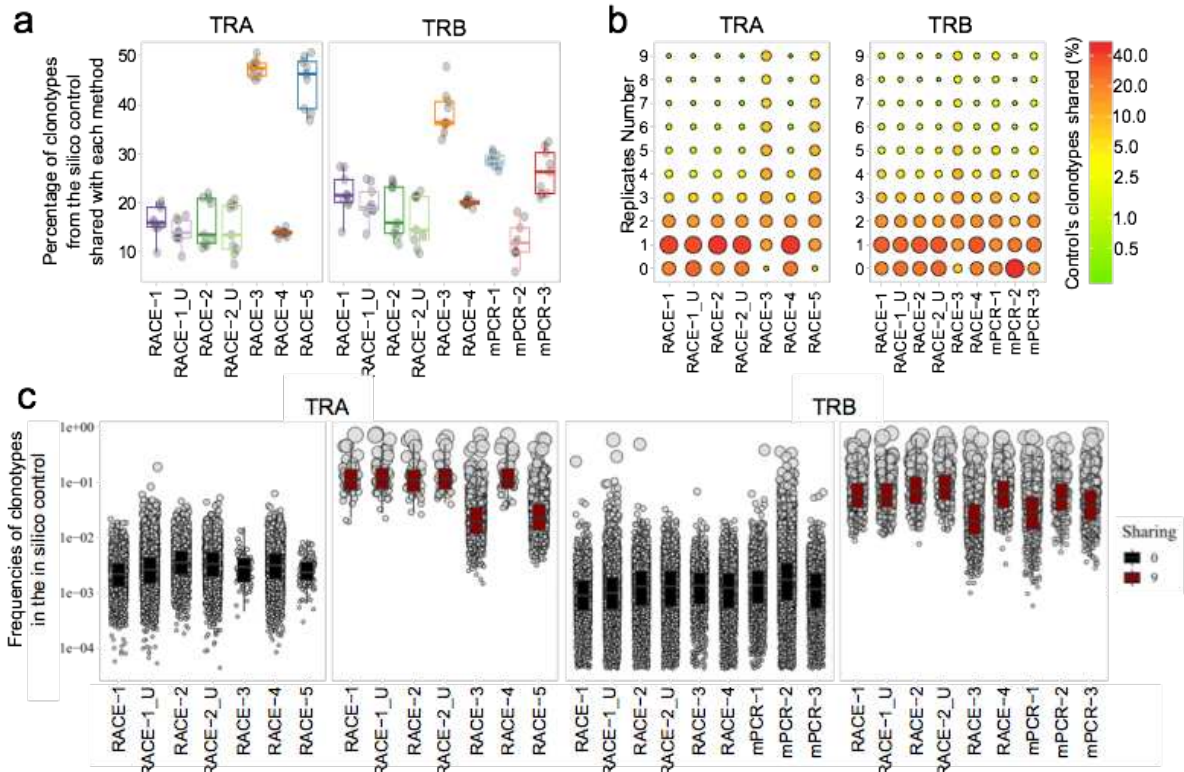 a
TRA
TRB
Percentage of clonotypes
from the silico control
shared with each method
50
40
30
20
10
RACE-1
RACE-1_U
RACE-2
RACE-2_U
RACE-3
RACE-4
RACE-5
RACE-1
RACE-1_U
RACE-2
RACE-2_U
RACE-3
RACE-4
mPCR-1
mPCR-2
mPCR-3
b
TRA
TRB
Replicates Number
9
8
7
6
5
4
3
2
1
0
9
8
7
6
5
4
3
2
1
0
RACE-1
RACE-1_U
RACE-2
RACE-2_U
RACE-3
RACE-4
RACE-5
RACE-1
RACE-1_U
RACE-2
RACE-2_U
RACE-3
RACE-4
mPCR-1
mPCR-2
mPCR-3
Control's clonotypes shared (%)
40.0
20.0
10.0
5.0
2.5
1.0
0.5
c
TRA
TRB
Frequencies of clonotypes
in the in silico control
1e+00
1e-01
1e-02
1e-03
1e-04
RACE-1
RACE-1_U
RACE-2
RACE-2_U
RACE-3
RACE-4
RACE-5
RACE-1
RACE-1_U
RACE-2
RACE-2_U
RACE-3
RACE-4
RACE-5
RACE-1
RACE-1_U
RACE-2
RACE-2_U
RACE-3
RACE-4
mPCR-1
mPCR-2
mPCR-3
RACE-1
RACE-1_U
RACE-2
RACE-2_U
RACE-3
RACE-4
mPCR-1
mPCR-2
mPCR-3
Sharing
0
9